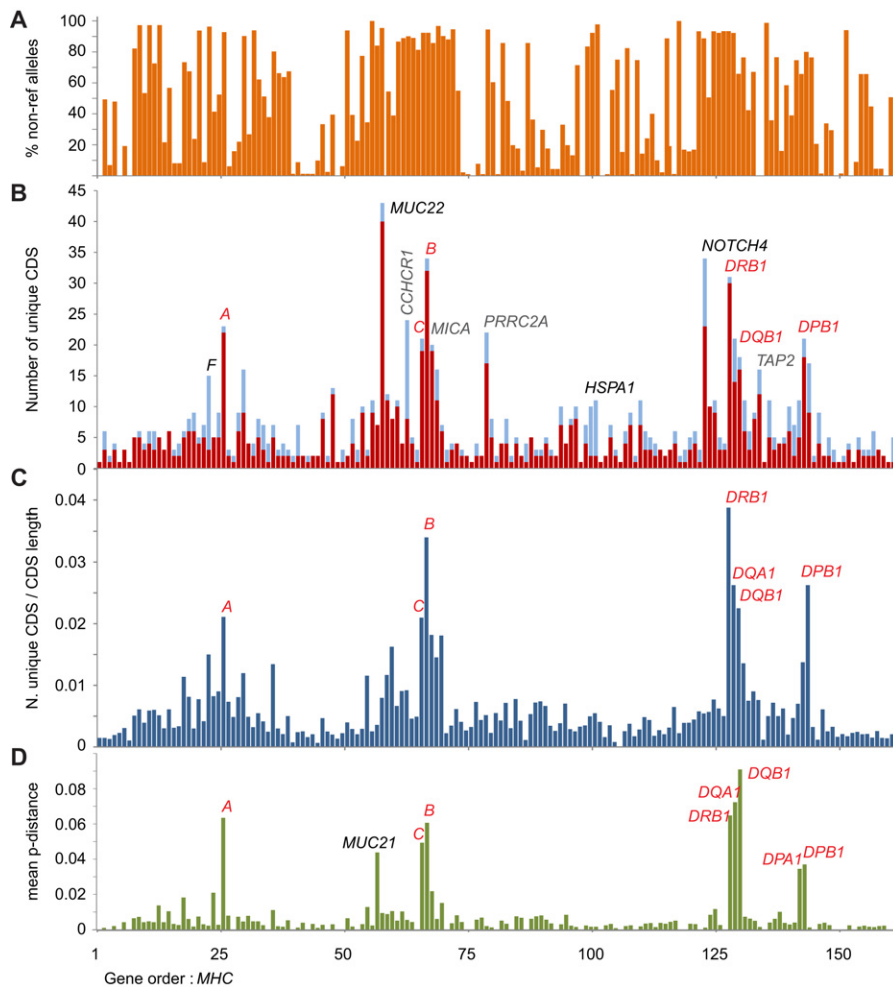 A
% non-ref alleles
100
80
60
40
20
B
Number of unique CDS
45
40
35
30
25
20
15
10
5
0
A
F
MUC22
CCHCR1
B
C
MICA
PRRC2A
HSPA1
NOTCH4
DRB1
DQB1
TAP2
DPB1
C
N. unique CDS / CDS length
0.04
0.03
0.02
0.01
0
A
B
C
DRB1
DQA1
DQB1
DPB1
D
mean p-distance
0.08
0.06
0.04
0.02
0
A
MUC21
B
C
DQB1
DQA1
DRB1
DPA1
DPB1
1
25
50
75
100
125
150
Gene order : MHC